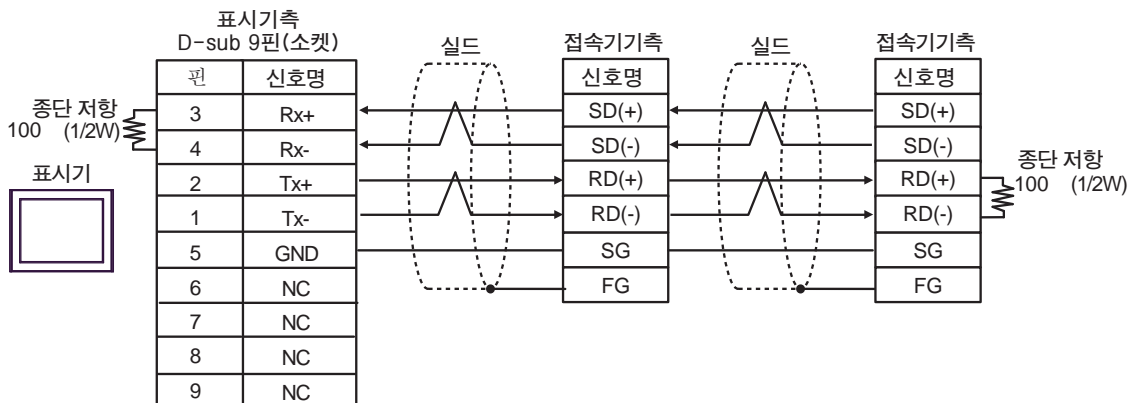 표시기측
D-sub 9핀(소켓)
실드
접속기기측
실드
접속기기측
핀 신호명
신호명
신호명
종단 저항
100 (1/2W)
3 Rx+
SD(+)
SD(+)
4 Rx-
SD(-)
SD(-)
표시기
2 Tx+
RD(+)
RD(+)
종단 저항
100 (1/2W)
1 Tx-
RD(-)
RD(-)
5 GND
SG
SG
6 NC
FG
FG
7 NC
8 NC
9 NC